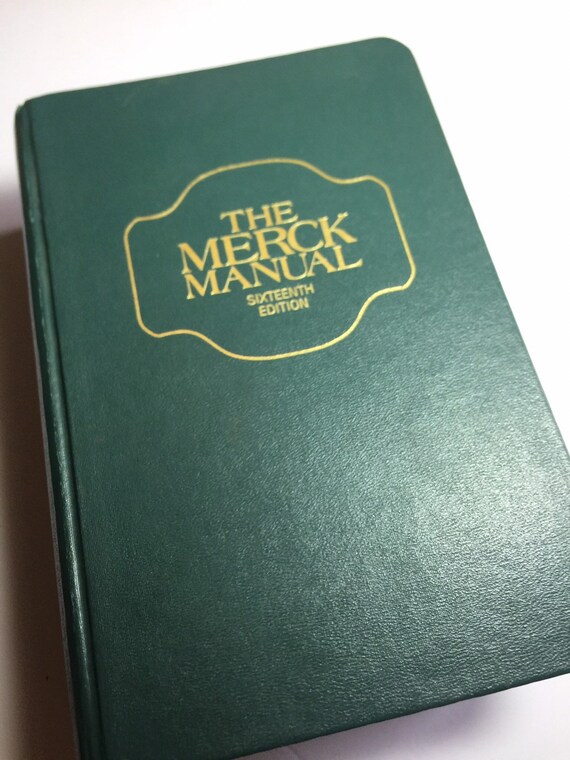 THE
MERCK
MANUAL
SIXTEENTH
EDITION